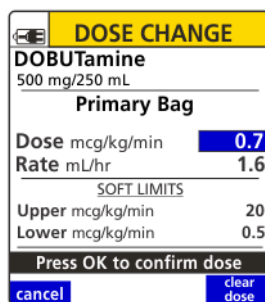 DOSE CHANGE
DOBUTamine
500 mg/250 mL
Primary Bag
Dose mcg/kg/min 0.7
Rate mL/hr 1.6
SOFT LIMITS
Upper mcg/kg/min 20
Lower mcg/kg/min 0.5
Press OK to confirm dose
cancel
clear
dose